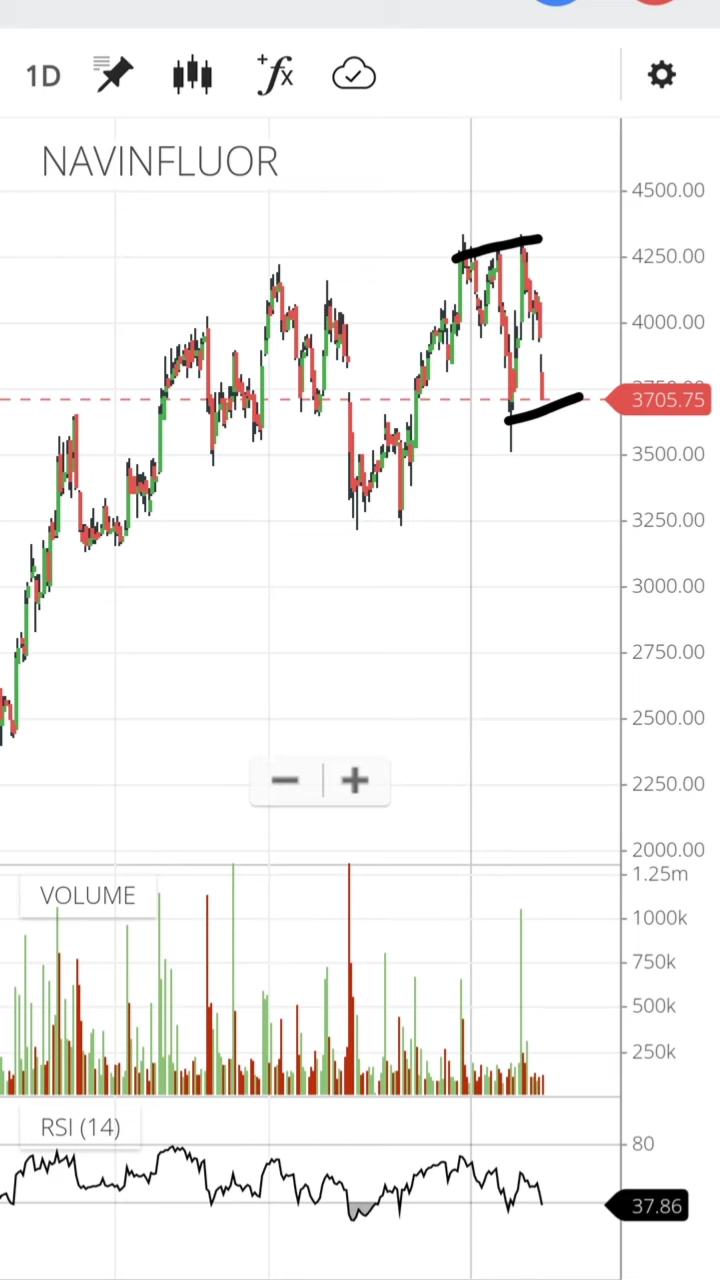 1D +fx
NAVINFLUOR
4500.00
4250.00
4000.00
3705.75
3500.00
3250.00
3000.00
2750.00
2500.00
2250.00
2000.00
VOLUME
1.25m
1000k
750k
500k
250k
RSI (14)
80
37.86